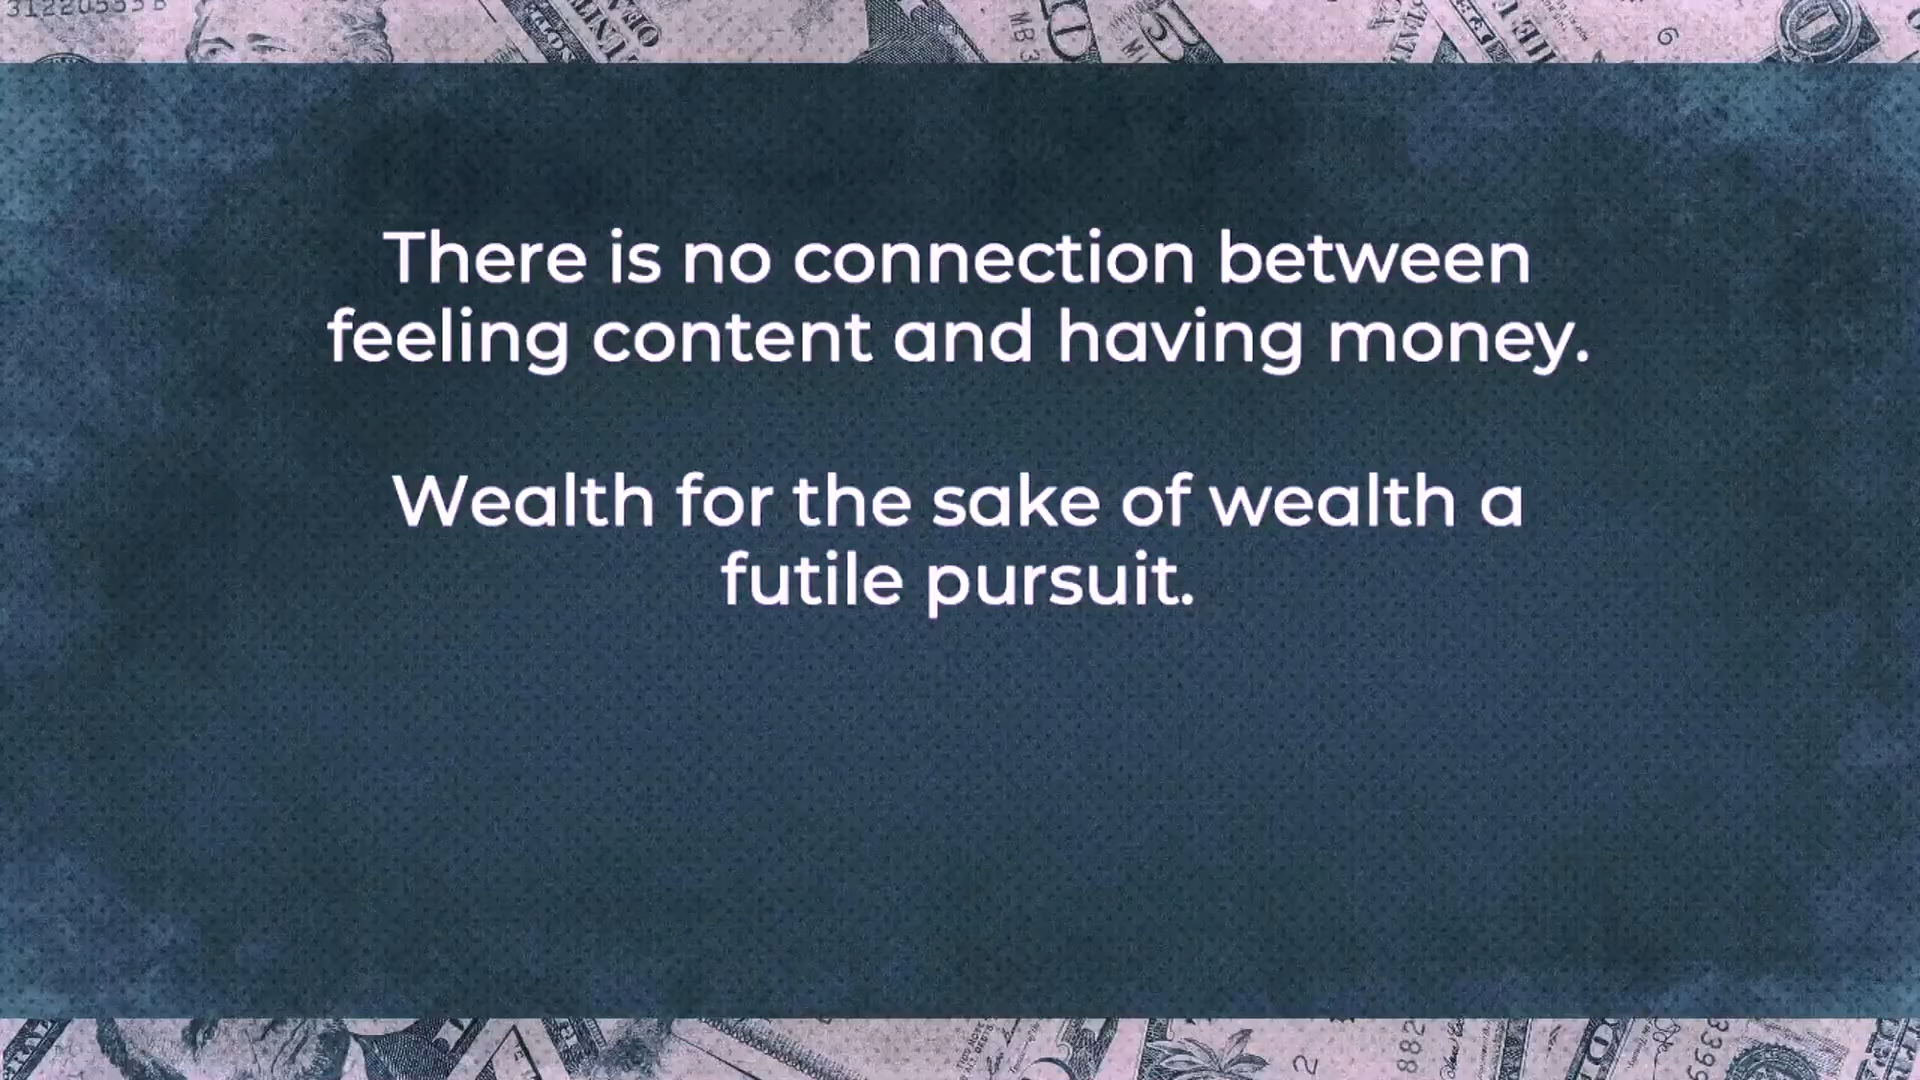 There is no connection between
feeling content and having money.
Wealth for the sake of wealth a
futile pursuit.